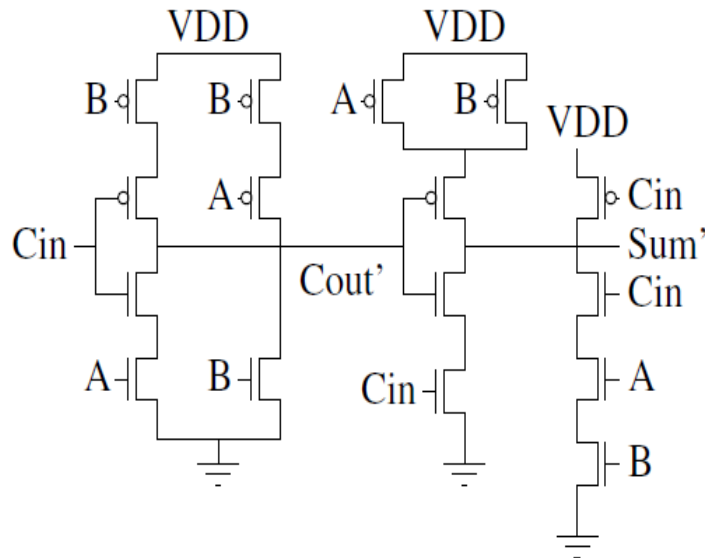 VDD VDD
B B A B
VDD
A Cin
Cin Cout' Sum'
Cin
A B Cin A
B